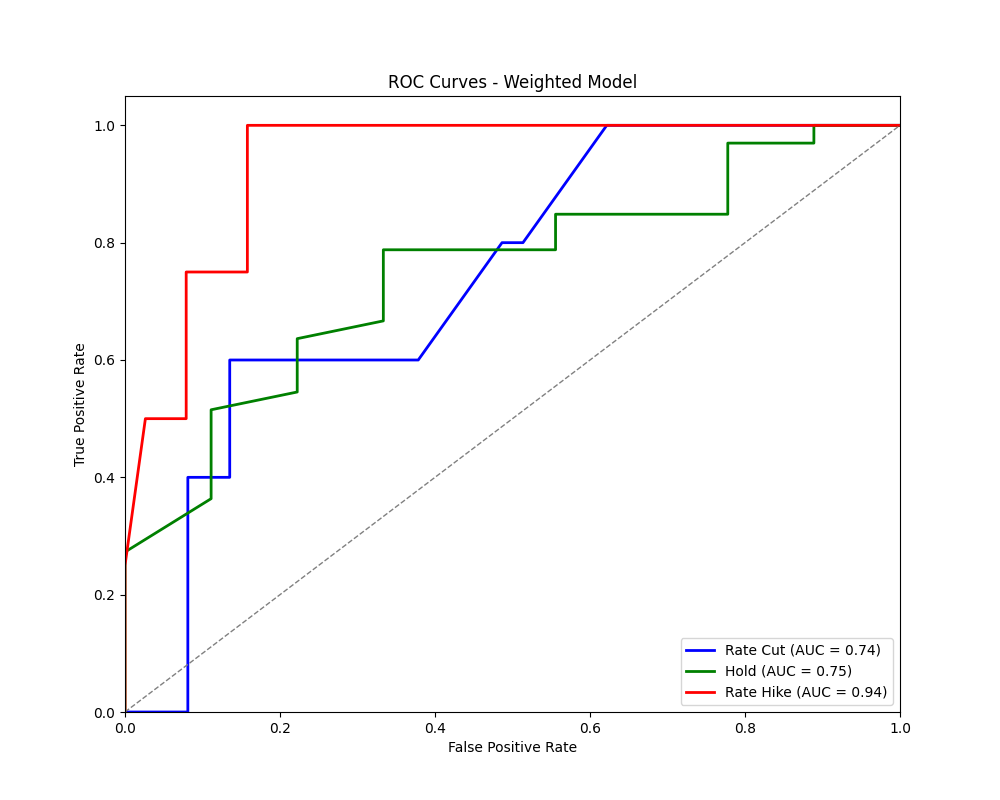 ROC Curves - Weighted Model
True Positive Rate
1.0
0.8
0.6
0.4
0.2
0.0
0.0 0.2 0.4 0.6 0.8 1.0
False Positive Rate
Rate Cut (AUC = 0.74)
Hold (AUC = 0.75)
Rate Hike (AUC = 0.94)